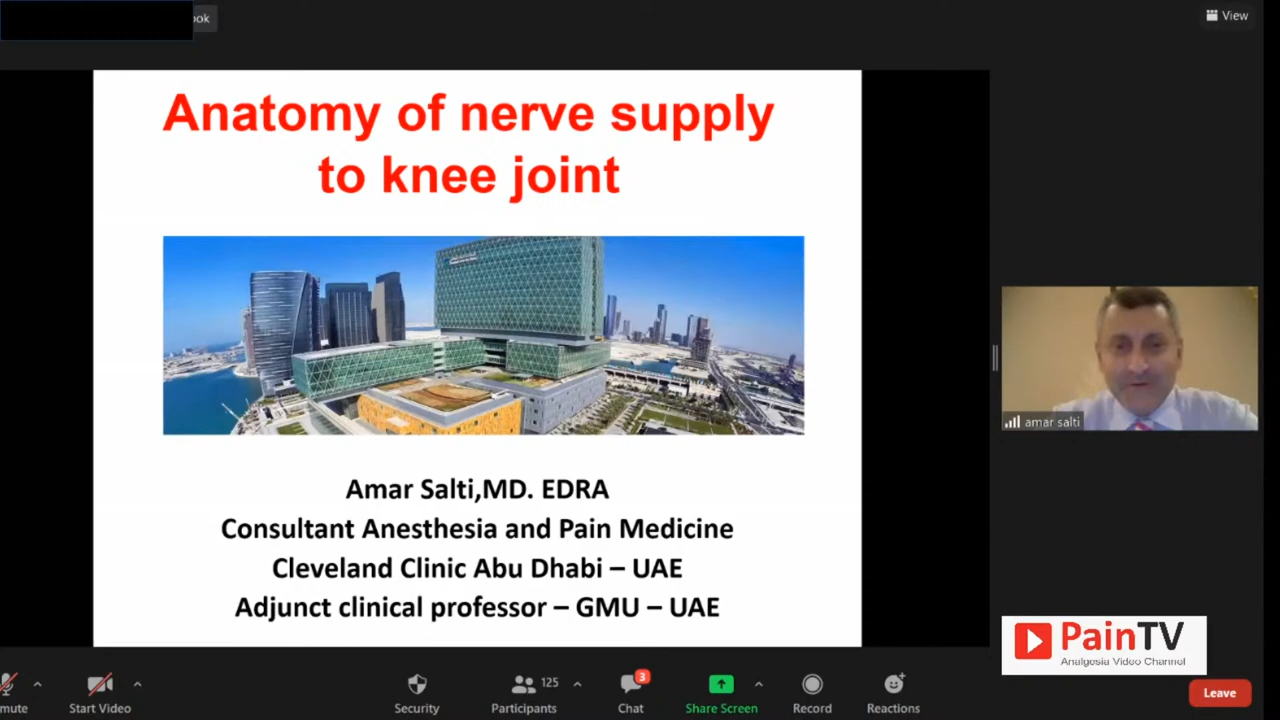 ok
View
Anatomy of nerve supply
to knee joint
Amar Salti,MD. EDRA
Consultant Anesthesia and Pain Medicine
Cleveland Clinic Abu Dhabi – UAE
Adjunct clinical professor – GMU – UAE
amar salti
PainTV
Analgesia Video Channel
mute
Start Video
Security
125
Participants
3
Chat
Share Screen
Record
Reactions
Leave